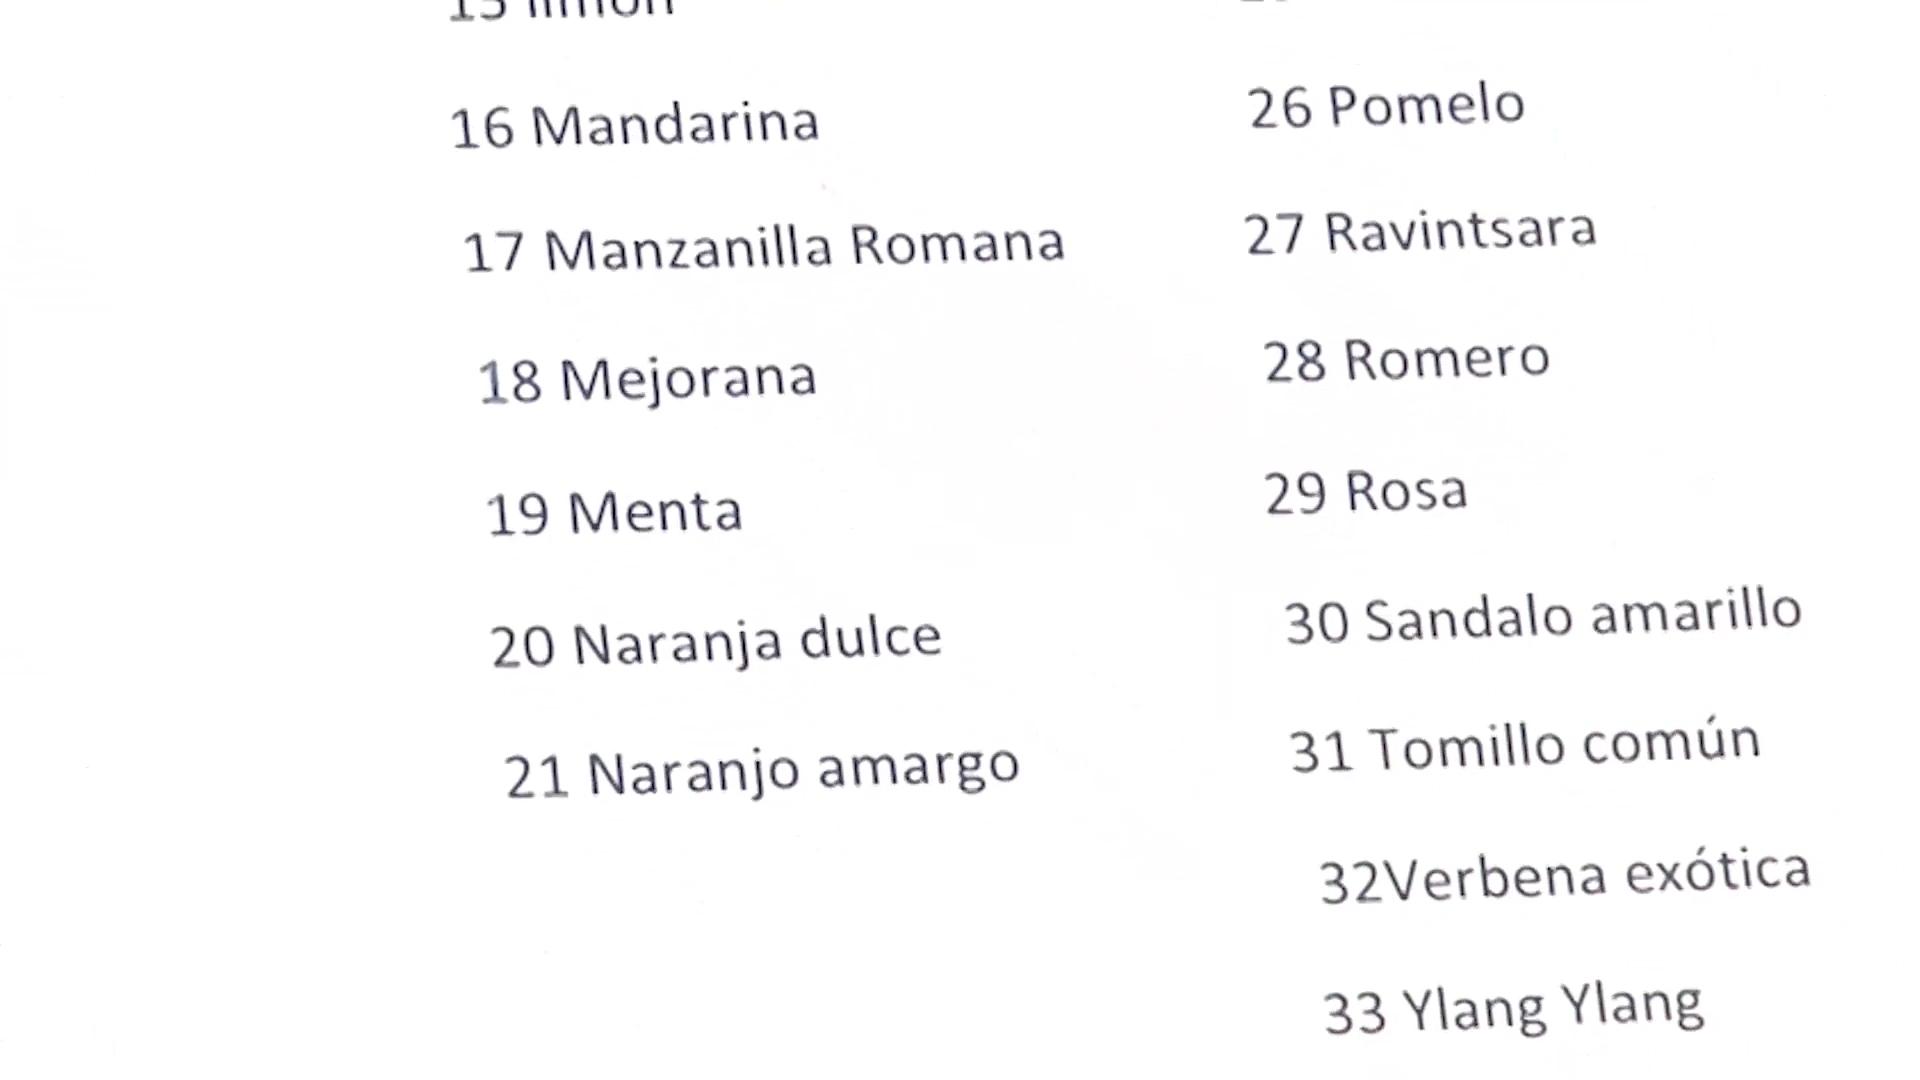 16 Mandarina
17 Manzanilla Romana
18 Mejorana
19 Menta
20 Naranja dulce
21 Naranjo amargo
26 Pomelo
27 Ravintsara
28 Romero
29 Rosa
30 Sandalo amarillo
31 Tomillo común
32Verbena exótica
33 Ylang Ylang